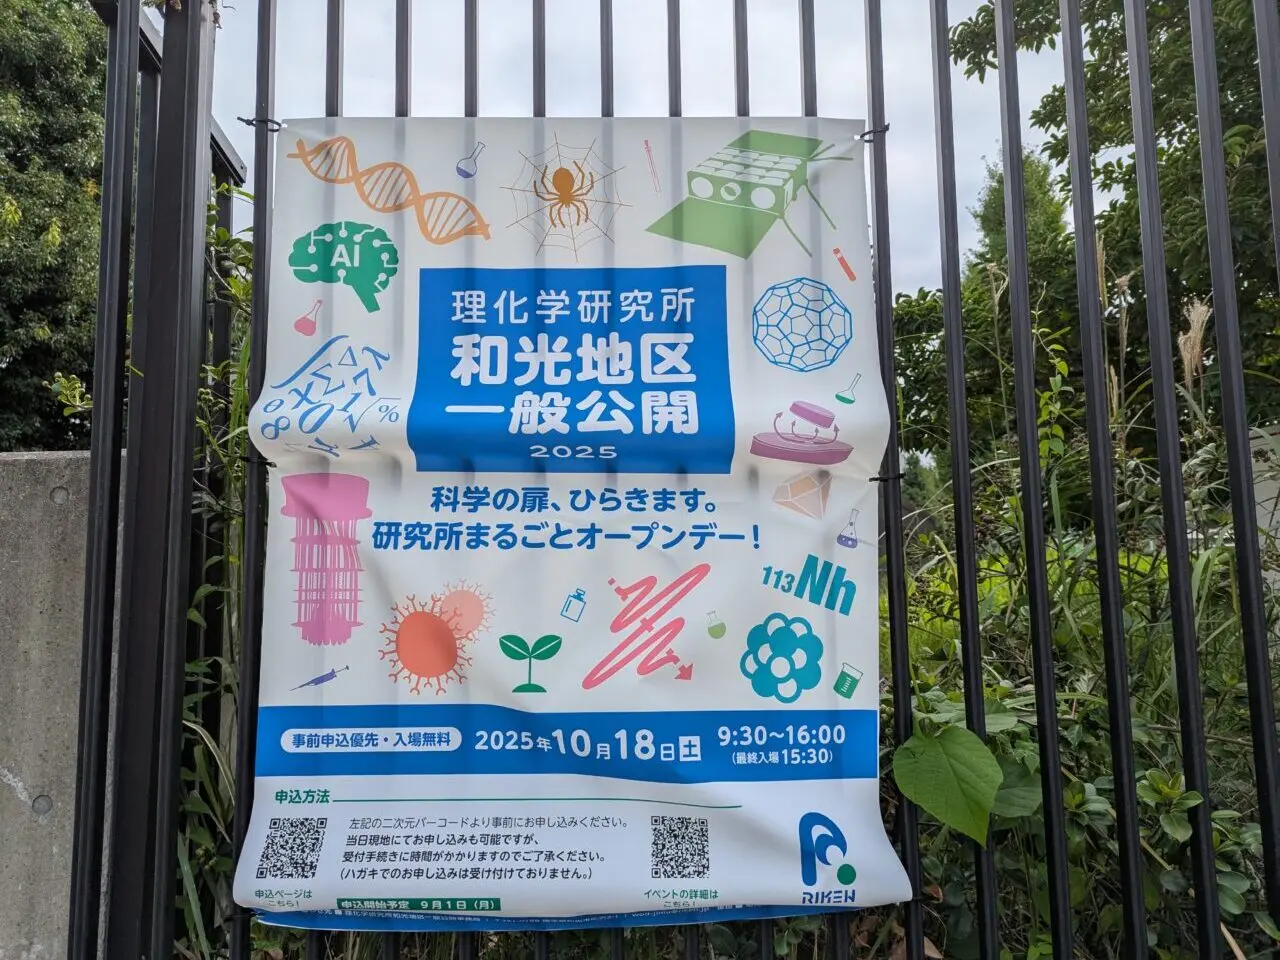 AI
理化学研究所
和光地区
一般公開
2025
科学の扉、ひらきます。
研究所まるごとオープンデー！
113Nh
事前申込優先・入場無料
2025年10月18日土
9:30〜16:00
(最終入場 15:30)
申込方法
左記の二次元バーコードより事前にお申し込みください。
当日現地にてお申し込みも可能ですが、
受付手続きに時間がかかりますのでご了承ください。
(ハガキでのお申し込みは受け付けておりません。)
申込ページは
こちら！
申込開始予定 9月1日(月)
イベントの詳細は
こちら！
RIKEN